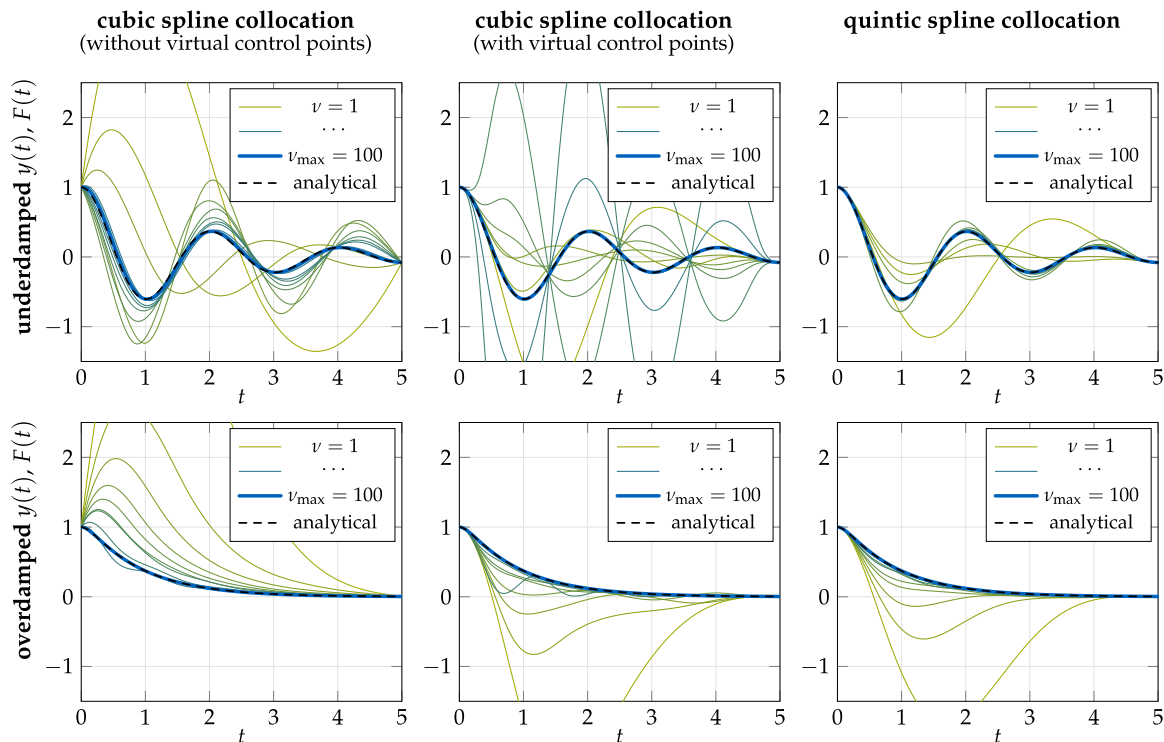 cubic spline collocation
(without virtual control points)
cubic spline collocation
(with virtual control points)
quintic spline collocation
underdamped y(t), F(t)
2
1
0
−1
0 1 2 3 4 5
t
ν = 1
· · ·
νmax = 100
analytical
2
1
0
−1
0 1 2 3 4 5
t
ν = 1
· · ·
νmax = 100
analytical
2
1
0
−1
0 1 2 3 4 5
t
ν = 1
· · ·
νmax = 100
analytical
overdamped y(t), F(t)
2
1
0
−1
0 1 2 3 4 5
t
ν = 1
· · ·
νmax = 100
analytical
2
1
0
−1
0 1 2 3 4 5
t
ν = 1
· · ·
νmax = 100
analytical
2
1
0
−1
0 1 2 3 4 5
t
ν = 1
· · ·
νmax = 100
analytical